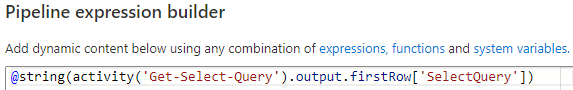 Pipeline expression builder
Add dynamic content below using any combination of expressions, functions and system variables.
@string(activity('Get-Select-Query').output.firstRow['SelectQuery'])